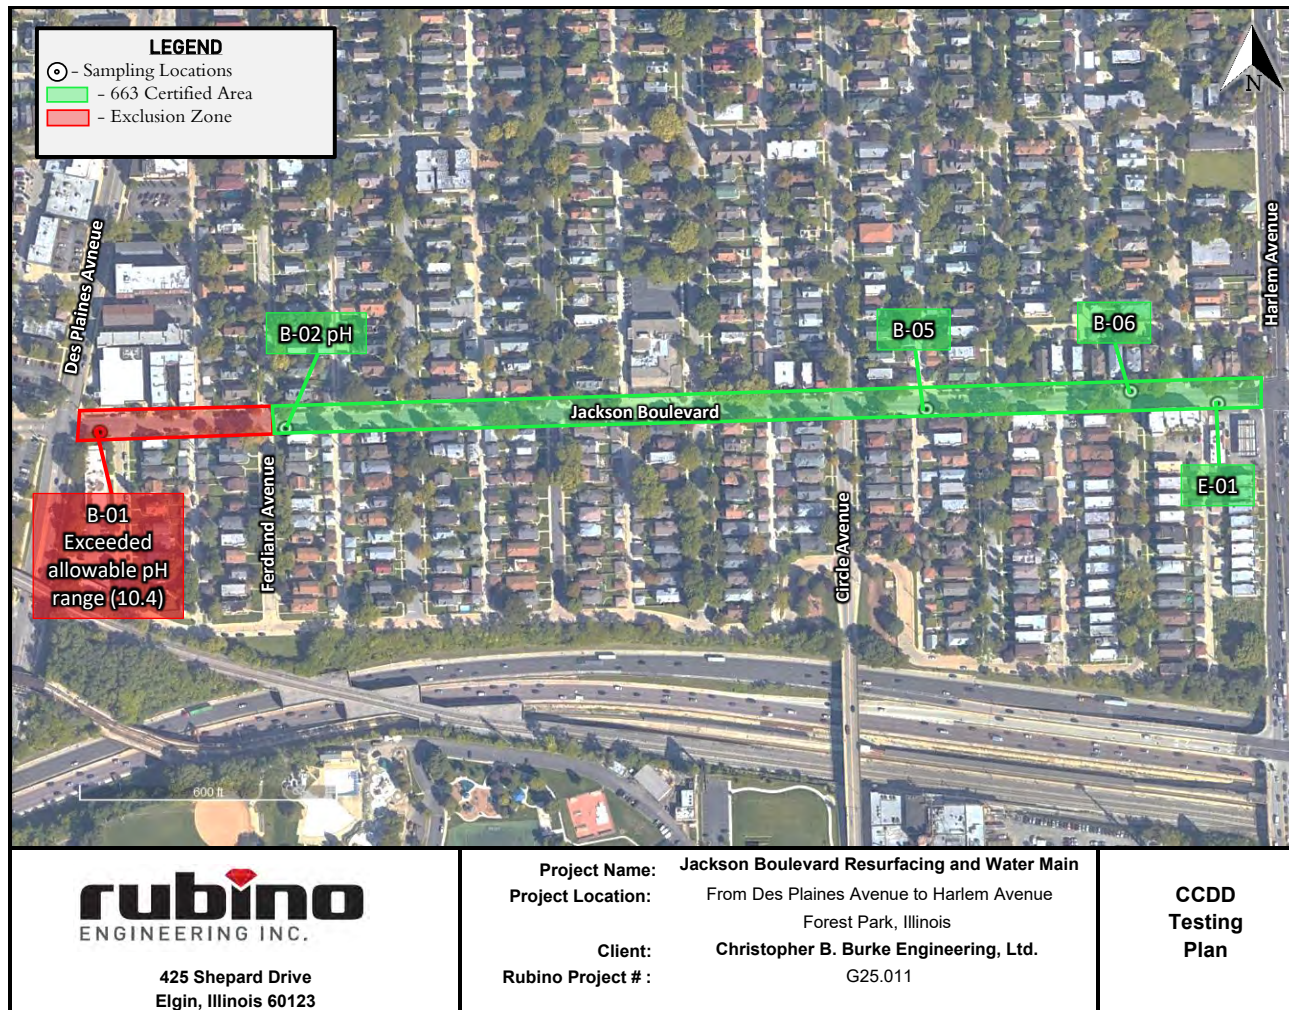 LEGEND
- Sampling Locations
- 663 Certified Area
- Exclusion Zone
N
Des Plaines Avneue
Harlem Avenue
B-02 pH
B-05
B-06
Jackson Boulevard
E-01
B-01
Exceeded
allowable pH
range (10.4)
Ferdiand Avenue
Circle Avenue
600 ft
rubino
ENGINEERING INC.
425 Shepard Drive
Elgin, Illinois 60123
Project Name: Jackson Boulevard Resurfacing and Water Main
Project Location: From Des Plaines Avenue to Harlem Avenue
Forest Park, Illinois
Client: Christopher B. Burke Engineering, Ltd.
Rubino Project # : G25.011
CCDD
Testing
Plan